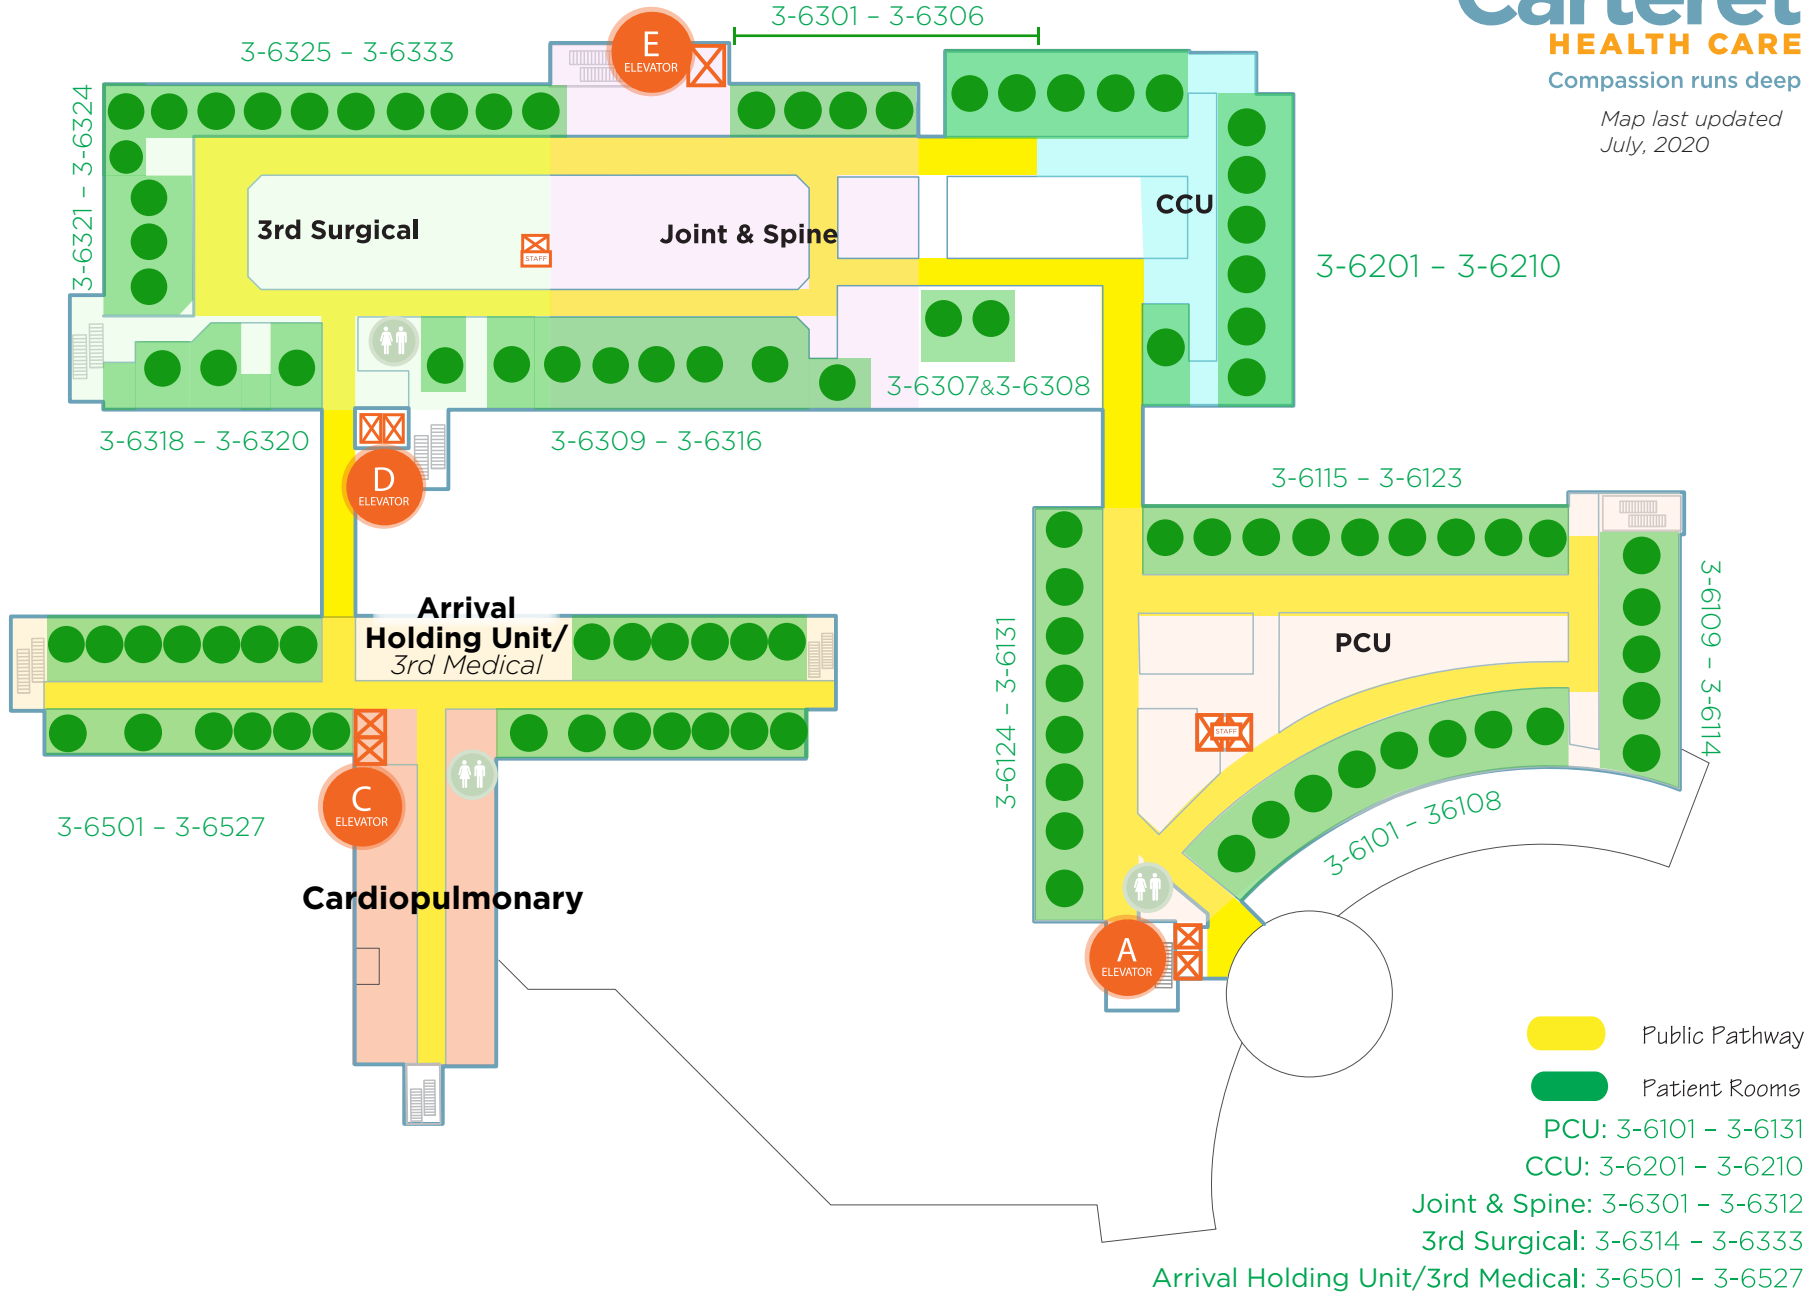 3-6301 – 3-6306
Carteret
HEALTH CARE
Compassion runs deep
Map last updated
July, 2020
3-6325 – 3-6333
E
ELEVATOR
3-6321 – 3-6324
3rd Surgical
STAFF
Joint & Spine
CCU
3-6201 – 3-6210
3-6307&3-6308
3-6318 – 3-6320
3-6309 – 3-6316
D
ELEVATOR
3-6115 – 3-6123
Arrival
Holding Unit/
3rd Medical
3-6124 – 3-6131
PCU
3-6109 – 3-6114
STAFF
C
ELEVATOR
3-6501 – 3-6527
3-6101 – 36108
Cardiopulmonary
A
ELEVATOR
Public Pathway
Patient Rooms
PCU: 3-6101 – 3-6131
CCU: 3-6201 – 3-6210
Joint & Spine: 3-6301 – 3-6312
3rd Surgical: 3-6314 – 3-6333
Arrival Holding Unit/3rd Medical: 3-6501 – 3-6527